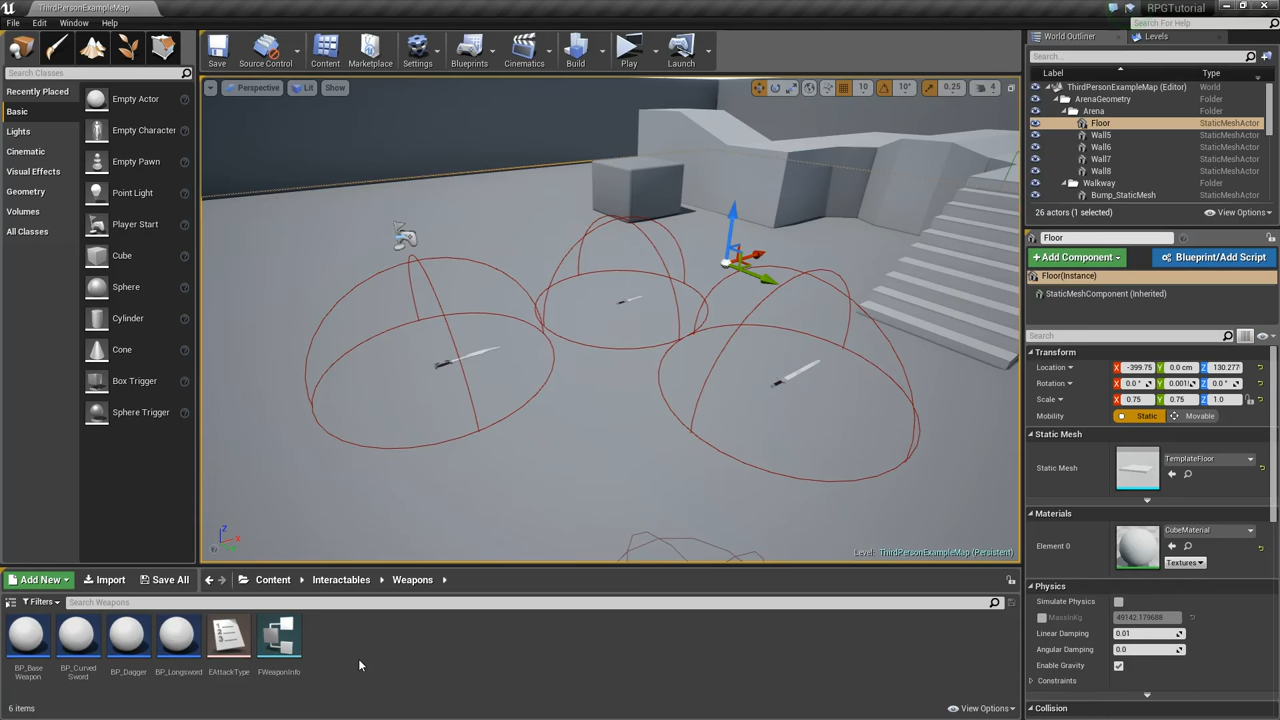 ThirdPersonExampleMap
RPGTutorial
File Edit Window Help
Search For Help
Search Classes
Recently Placed
Basic
Lights
Cinematic
Visual Effects
Geometry
Volumes
All Classes
Empty Actor
Empty Character
Empty Pawn
Point Light
Player Start
Cube
Sphere
Cylinder
Cone
Box Trigger
Sphere Trigger
Save Source Control Content Marketplace Settings Blueprints Cinematics Build Play Launch
Perspective Lit Show
10 10° 0.25 4
Z
X
Level: ThirdPersonExampleMap (Persistent)
World Outliner Levels
Search...
Label Type
ThirdPersonExampleMap (Editor) World
ArenaGeometry Folder
Arena Folder
Floor StaticMeshActor
Wall5 StaticMeshActor
Wall6 StaticMeshActor
Wall7 StaticMeshActor
Wall8 StaticMeshActor
Walkway Folder
Bump_StaticMesh StaticMeshActor
26 actors (1 selected) View Options
Floor
+Add Component Blueprint/Add Script
Floor(Instance)
StaticMeshComponent (Inherited)
Search
Transform
Location X -399.75 Y 0.0 cm Z 130.277
Rotation X 0.0 ° Y 0.001 Z 0.0 °
Scale X 0.75 Y 0.75 Z 1.0
Mobility Static Movable
Static Mesh
Static Mesh TemplateFloor
Materials
Element 0 CubeMaterial
Textures
Physics
Simulate Physics
MassInKg 49142.179688
Linear Damping 0.01
Angular Damping 0.0
Enable Gravity
Constraints
Collision
Add New Import Save All Content Interactables Weapons
Filters Search Weapons
BP_Base Weapon
BP_Curved Sword
BP_Dagger
BP_Longsword
EAttackType
FWeaponInfo
6 items View Options